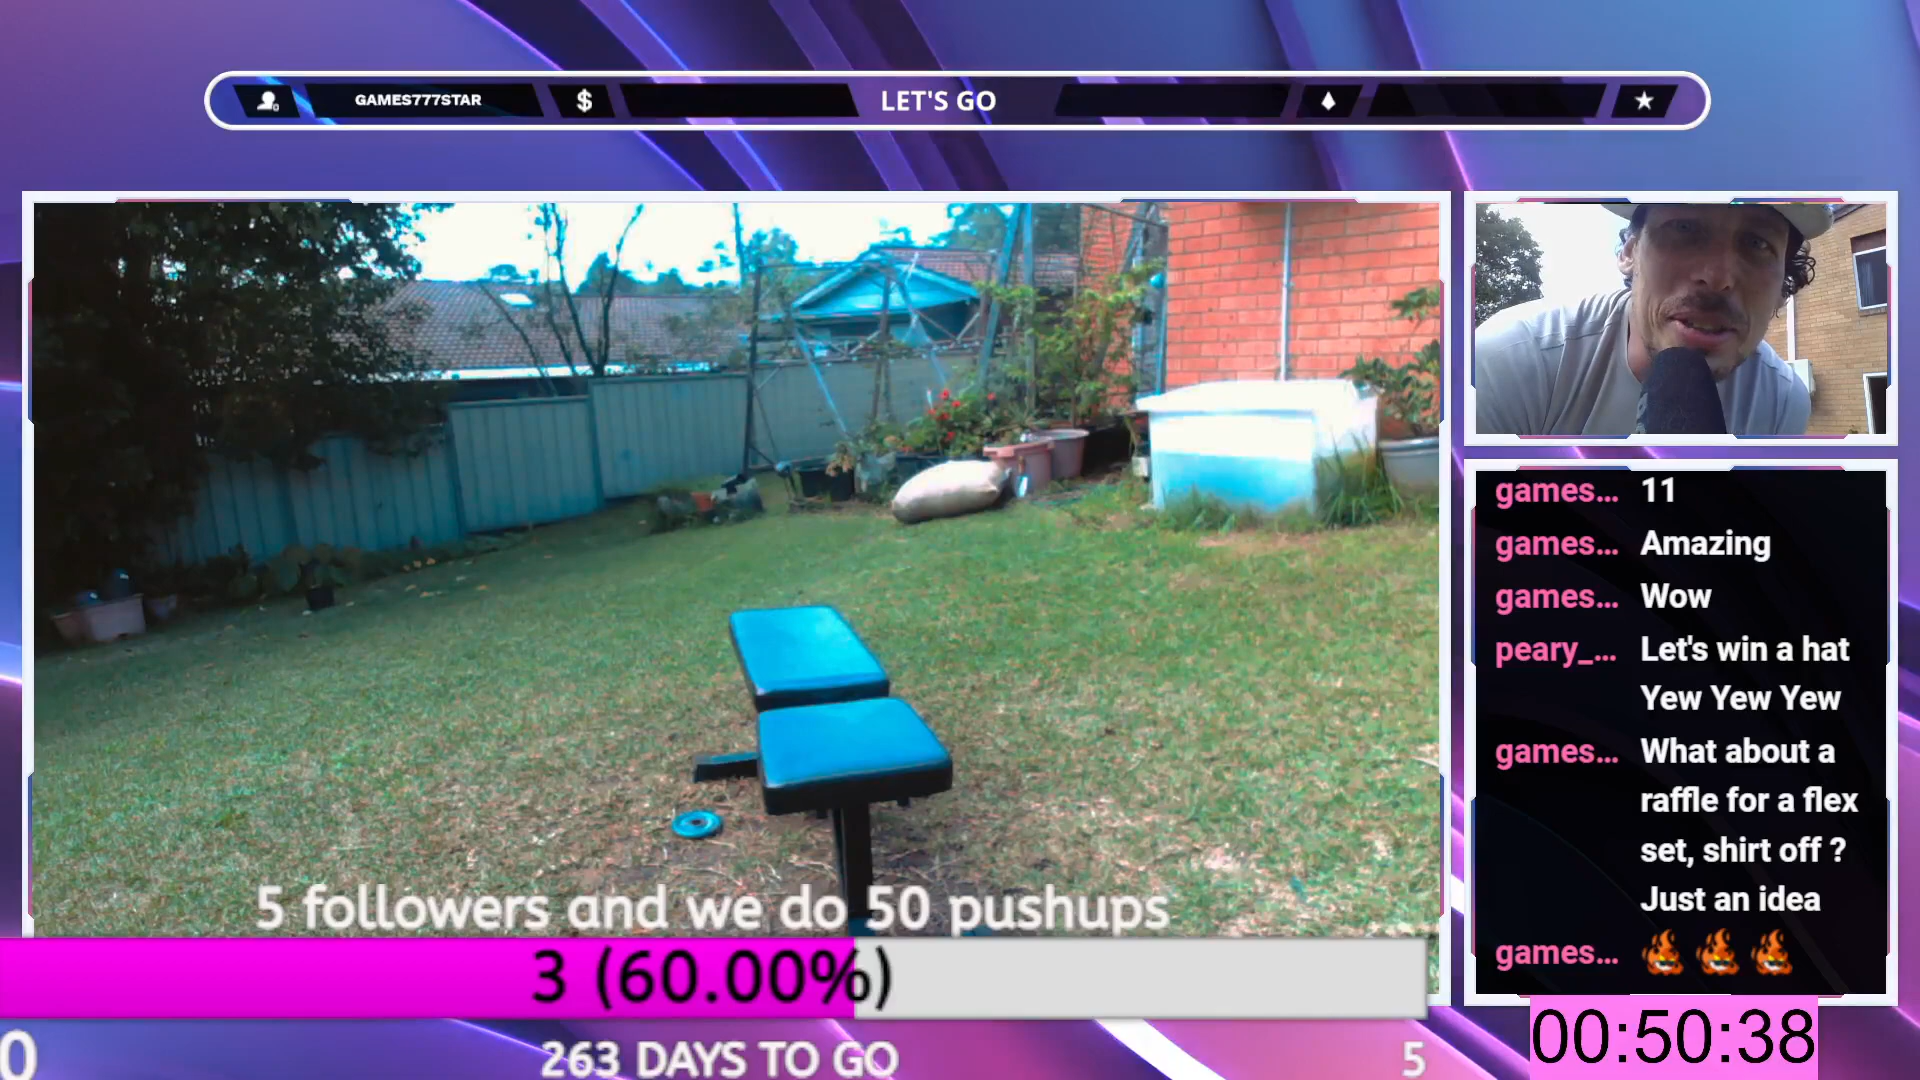 GAMES777STAR
$
LET'S GO
games... 11
games... Amazing
games... Wow
peary_... Let's win a hat
Yew Yew Yew
games... What about a
raffle for a flex
set, shirt off ?
Just an idea
games...
5 followers and we do 50 pushups
3 (60.00%)
0 263 DAYS TO GO 5
00:50:38